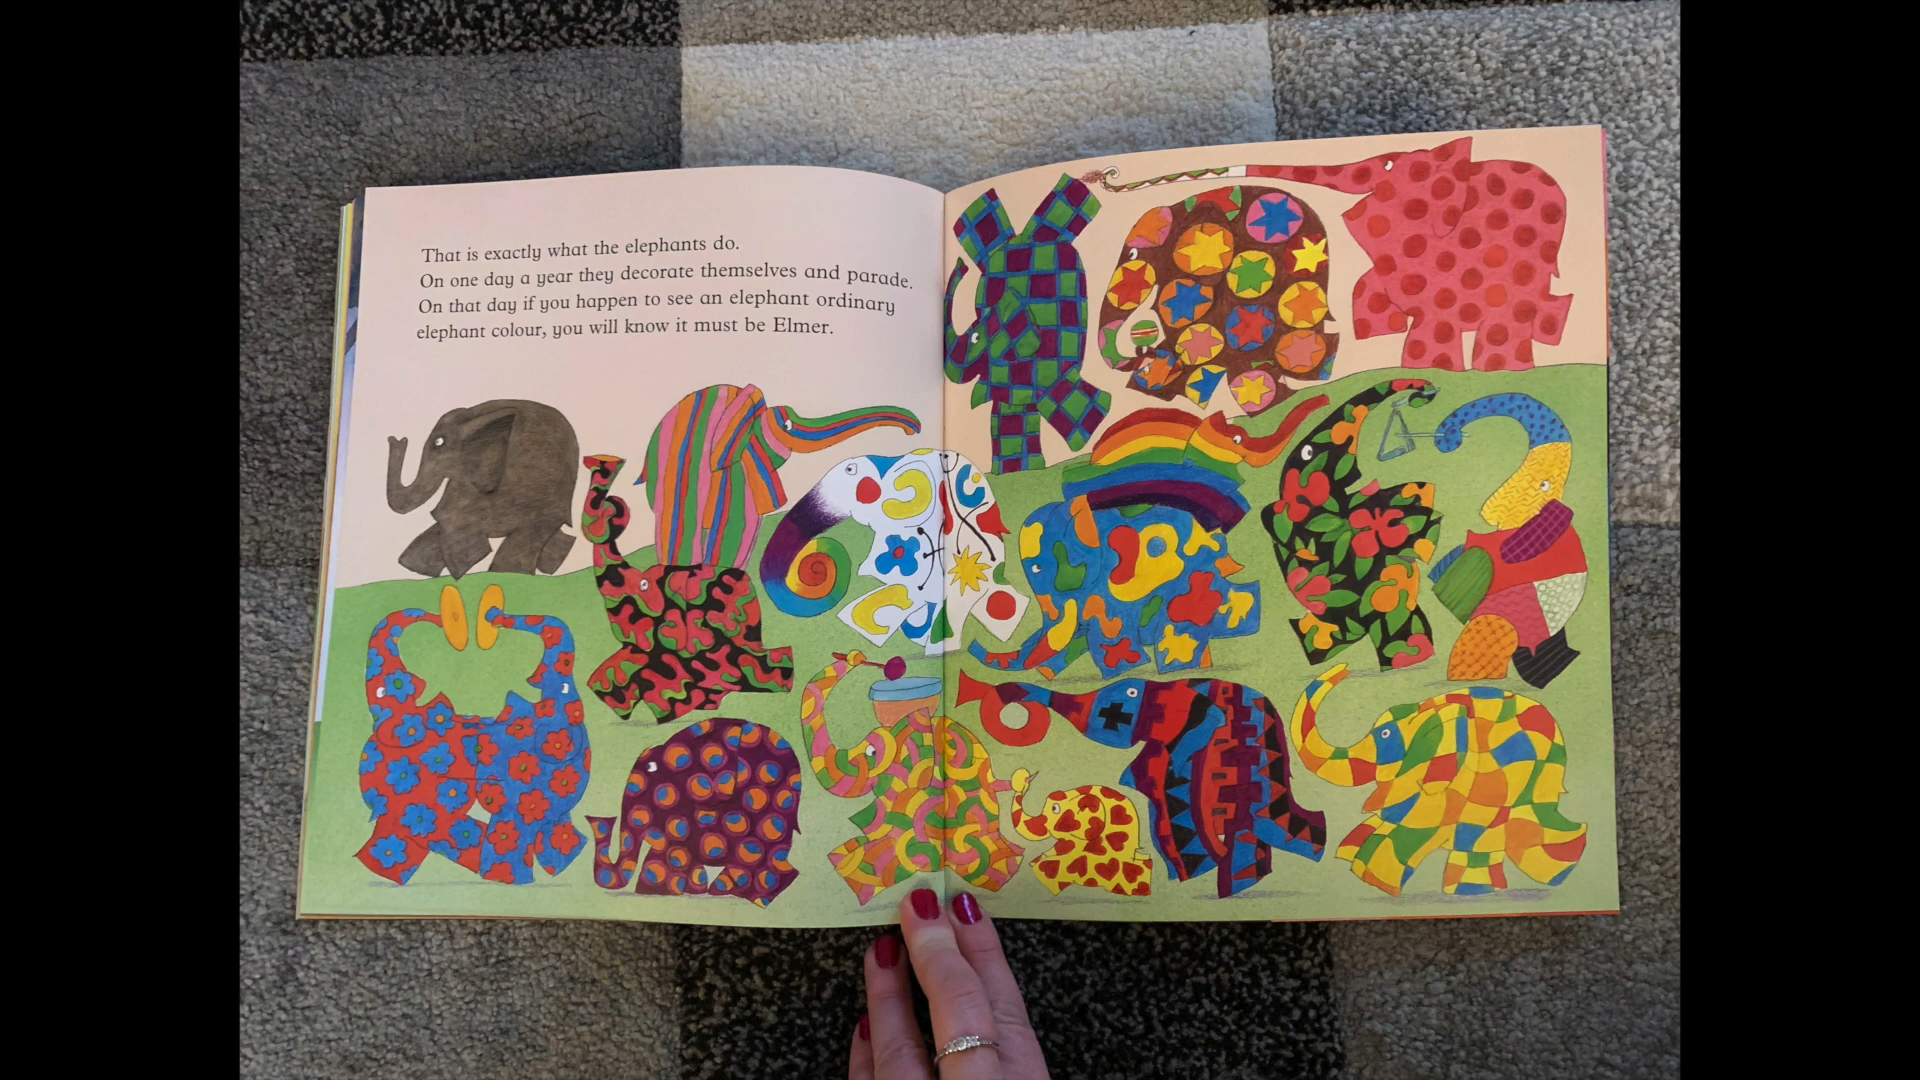 That is exactly what the elephants do.
On one day a year they decorate themselves and parade.
On that day if you happen to see an elephant ordinary
elephant colour, you will know it must be Elmer.